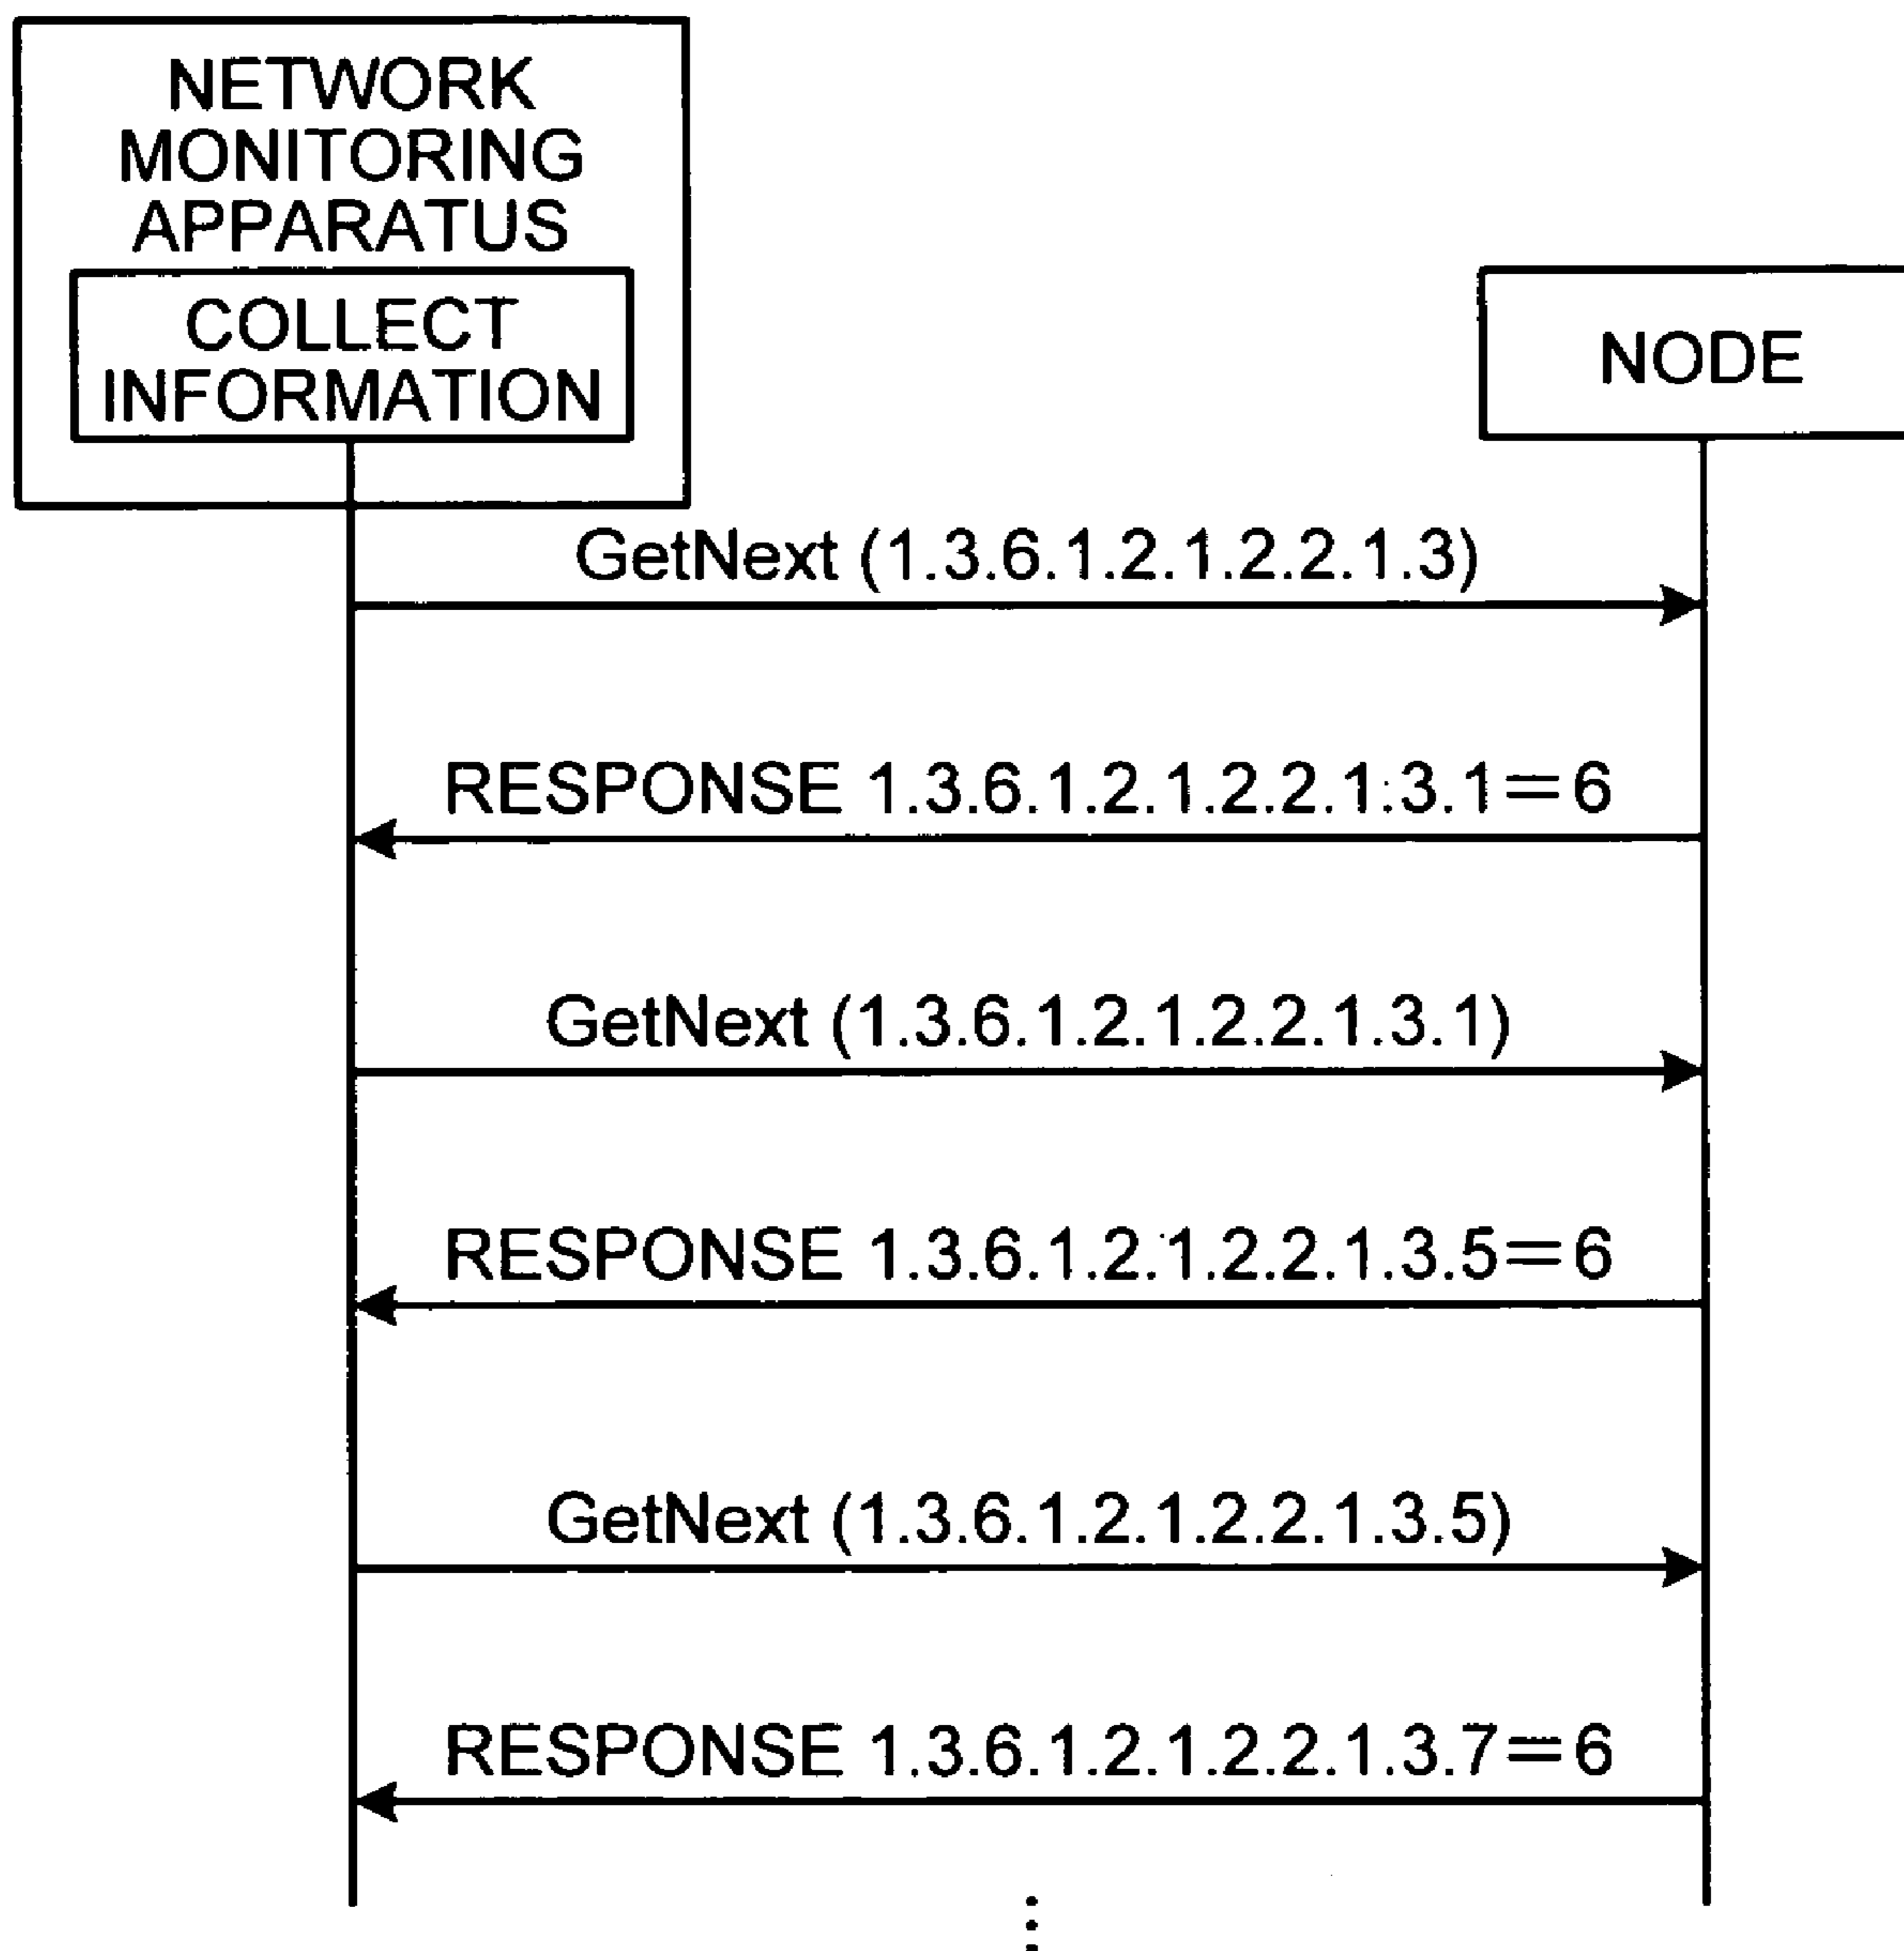 NETWORK
MONITORING
APPARATUS
COLLECT
INFORMATION
NODE
GetNext (1.3.6.1.2.1.2.2.1.3)
RESPONSE 1.3.6.1.2.1.2.2.1.3.1=6
GetNext (1.3.6.1.2.1.2.2.1.3.1)
RESPONSE 1.3.6.1.2.1.2.2.1.3.5=6
GetNext (1.3.6.1.2.1.2.2.1.3.5)
RESPONSE 1.3.6.1.2.1.2.2.1.3.7=6